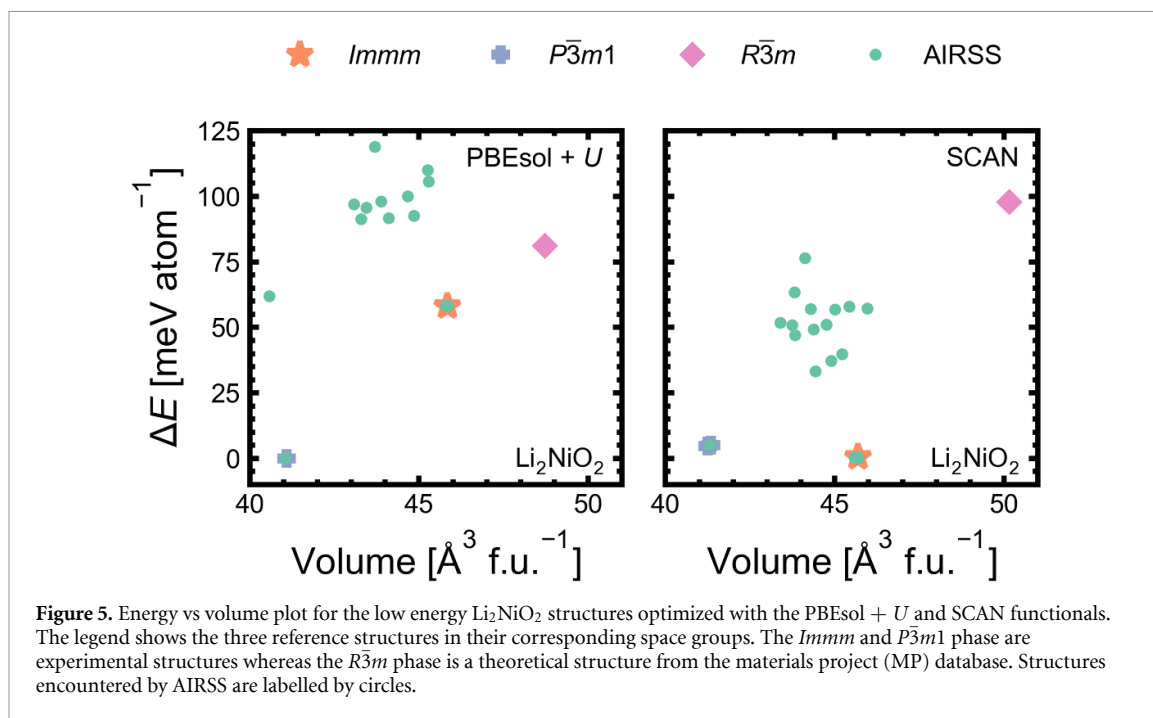 Immm P3̅m1 R3̅m AIRSS
125
100
75
50
25
0
ΔE [meV atom⁻¹]
PBEsol + U
Li₂NiO₂
40 45 50
Volume [Å³ f.u.⁻¹]
SCAN
Li₂NiO₂
40 45 50
Volume [Å³ f.u.⁻¹]
Figure 5. Energy vs volume plot for the low energy Li₂NiO₂ structures optimized with the PBEsol + U and SCAN functionals.
The legend shows the three reference structures in their corresponding space groups. The Immm and P3̅m1 phase are
experimental structures whereas the R3̅m phase is a theoretical structure from the materials project (MP) database. Structures
encountered by AIRSS are labelled by circles.